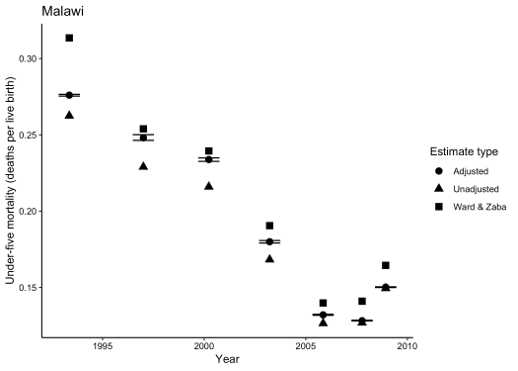 Malawi
Under-five mortality (deaths per live birth)
0.30
0.25
0.20
0.15
1995
2000
2005
2010
Year
Estimate type
Adjusted
Unadjusted
Ward & Zaba